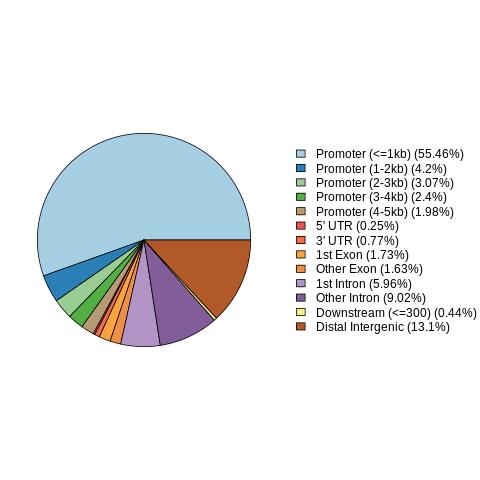 Promoter (<=1kb) (55.46%)
Promoter (1-2kb) (4.2%)
Promoter (2-3kb) (3.07%)
Promoter (3-4kb) (2.4%)
Promoter (4-5kb) (1.98%)
5' UTR (0.25%)
3' UTR (0.77%)
1st Exon (1.73%)
Other Exon (1.63%)
1st Intron (5.96%)
Other Intron (9.02%)
Downstream (<=300) (0.44%)
Distal Intergenic (13.1%)